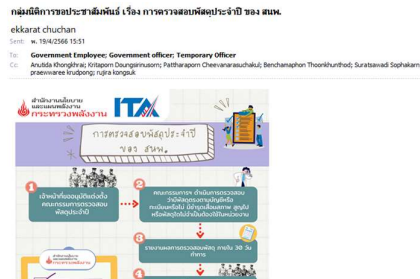 กลุ่มนิติการขอประชาสัมพันธ์ เรื่อง การตรวจสอบพัสดุประจำปี ของ สนพ.
ekkarat chuchan
Sent: พ. 19/4/2566 15:51
To: Government Employee; Government officer; Temporary Officer
Cc: Anutida Khongkhrai; Kritaporn Doungsirinusorn; Pattharaporn Cheevanarasuchakul; Benchamaphon Thoonkhunthod; Suratsawadi Sophakarn
praewwaree krudpong; rujira kongsuk
สำนักงานนโยบาย
และแผนพลังงาน
กระทรวงพลังงาน
ITA
การตรวจสอบพัสดุประจำปี
ของ สนพ.
1
เจ้าหน้าที่ขออนุมัติแต่งตั้ง
คณะกรรมการตรวจสอบ
พัสดุประจำปี
2
คณะกรรมการฯ ดำเนินการตรวจสอบ
ว่ามีพัสดุตรงตามบัญชีหรือ
ทะเบียนหรือไม่ มีชำรุดเสื่อมสภาพ สูญไป
หรือพัสดุใดไม่จำเป็นต้องใช้ในหน่วยงาน
3
รายงานผลการตรวจสอบพัสดุ ภายใน 30 วัน
ทำการ
4